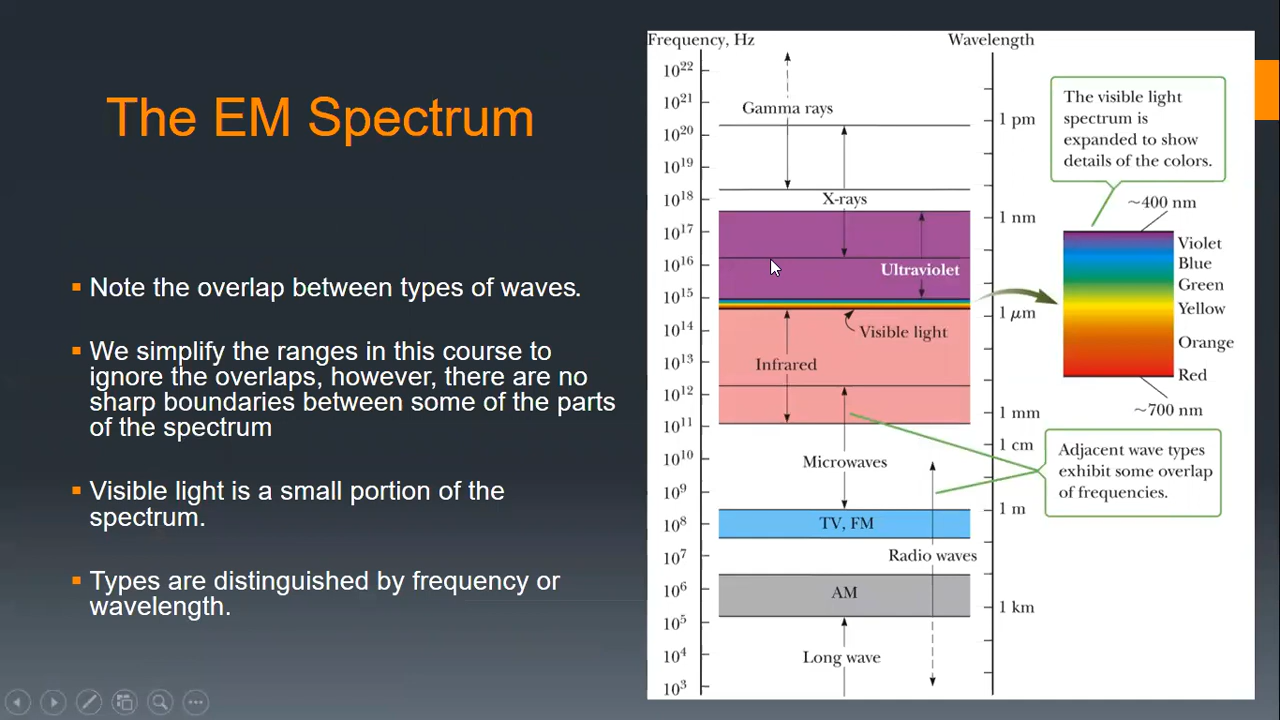 The EM Spectrum
Note the overlap between types of waves.
We simplify the ranges in this course to
ignore the overlaps, however, there are no
sharp boundaries between some of the parts
of the spectrum
Visible light is a small portion of the
spectrum.
Types are distinguished by frequency or
wavelength.
Frequency, Hz
10²²
10²¹
10²⁰
10¹⁹
10¹⁸
10¹⁷
10¹⁶
10¹⁵
10¹⁴
10¹³
10¹²
10¹¹
10¹⁰
10⁹
10⁸
10⁷
10⁶
10⁵
10⁴
10³
Gamma rays
X-rays
Ultraviolet
Visible light
Infrared
Microwaves
TV, FM
Radio waves
AM
Long wave
Wavelength
1 pm
1 nm
1 μm
1 mm
1 cm
1 m
1 km
The visible light
spectrum is
expanded to show
details of the colors.
~400 nm
Violet
Blue
Green
Yellow
Orange
Red
~700 nm
Adjacent wave types
exhibit some overlap
of frequencies.